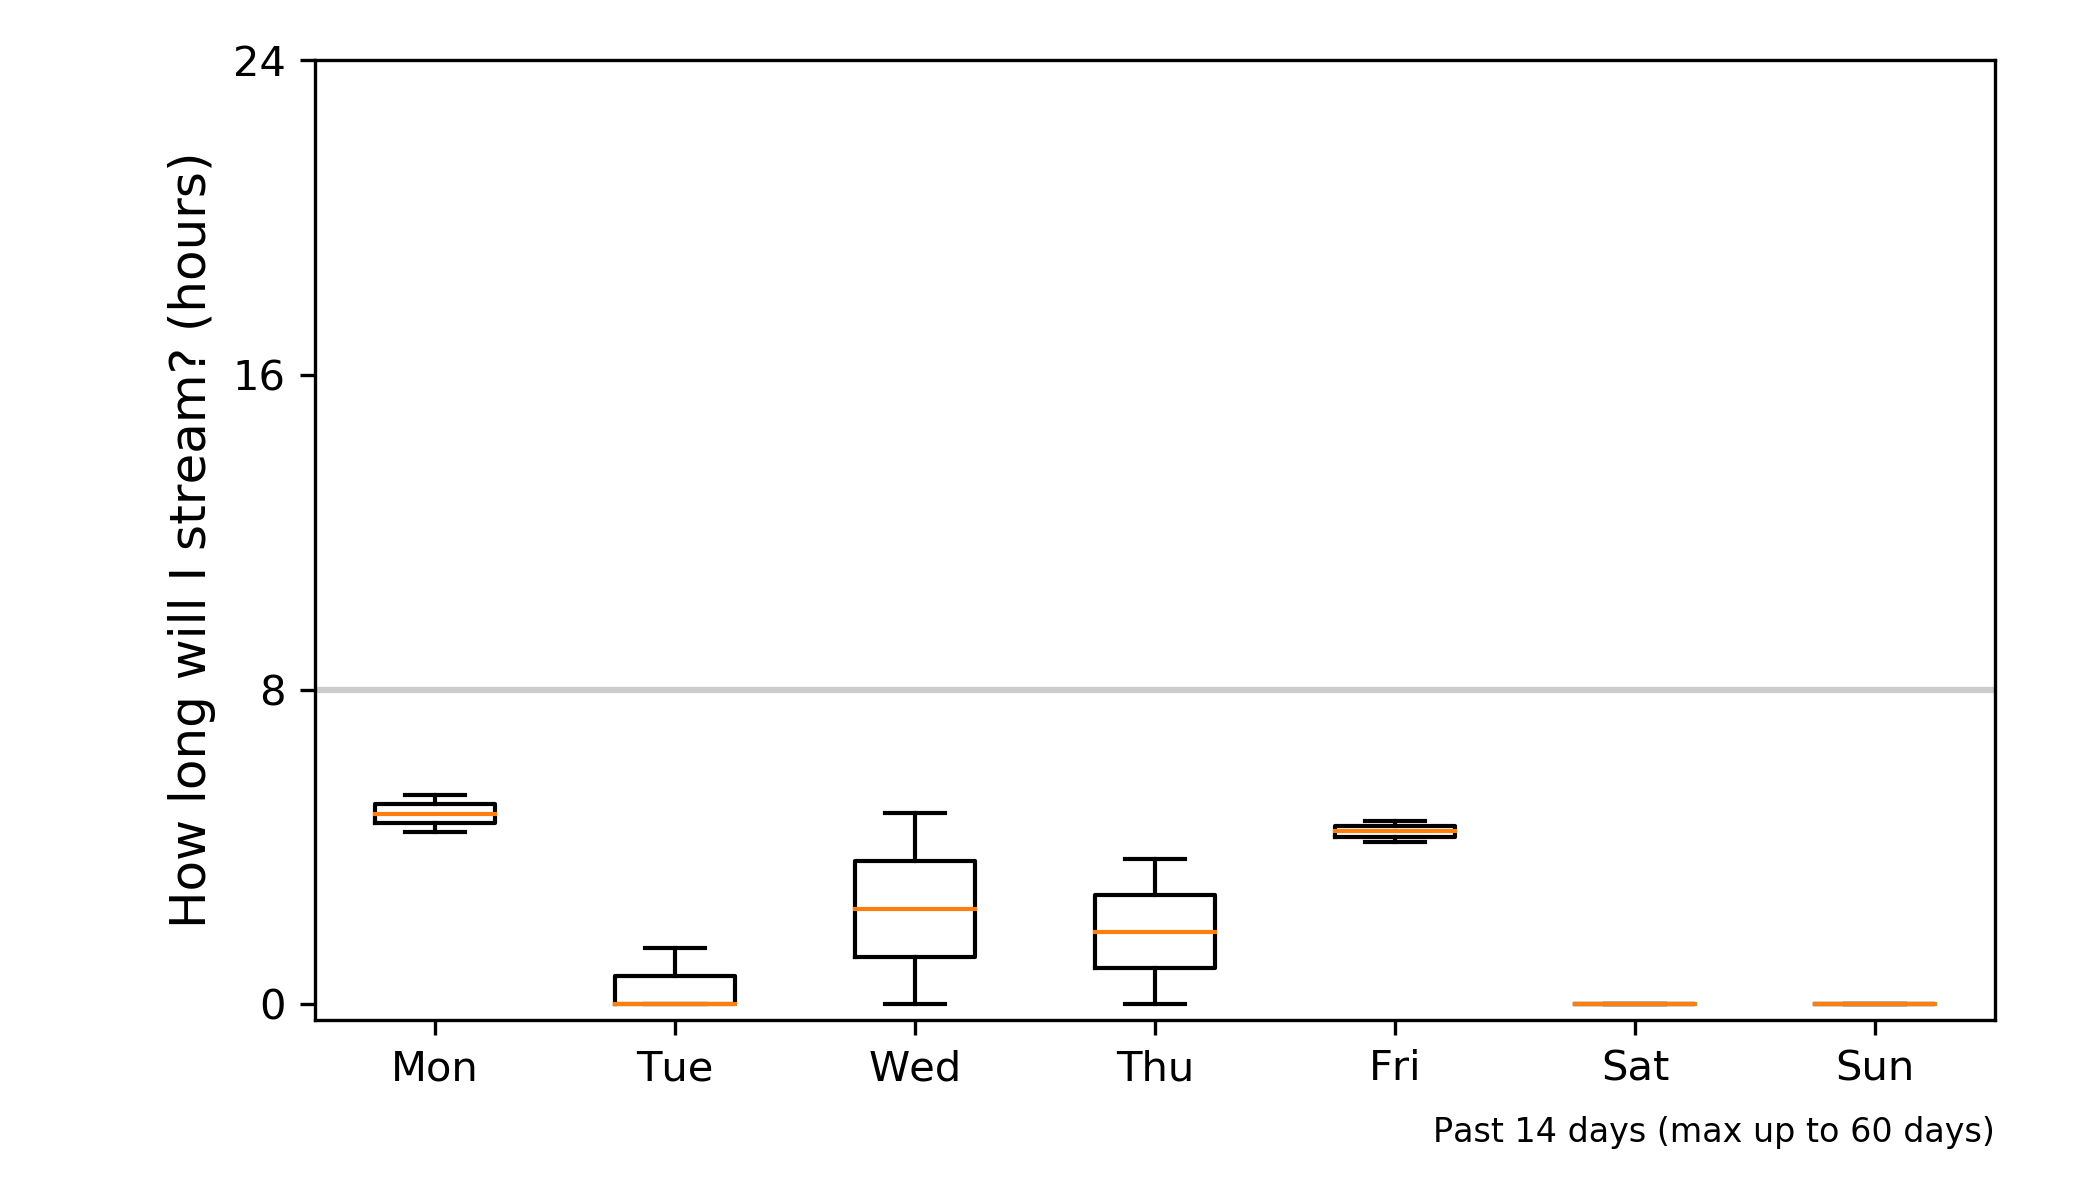 How long will I stream? (hours)
24
16
8
0
Mon Tue Wed Thu Fri Sat Sun
Past 14 days (max up to 60 days)